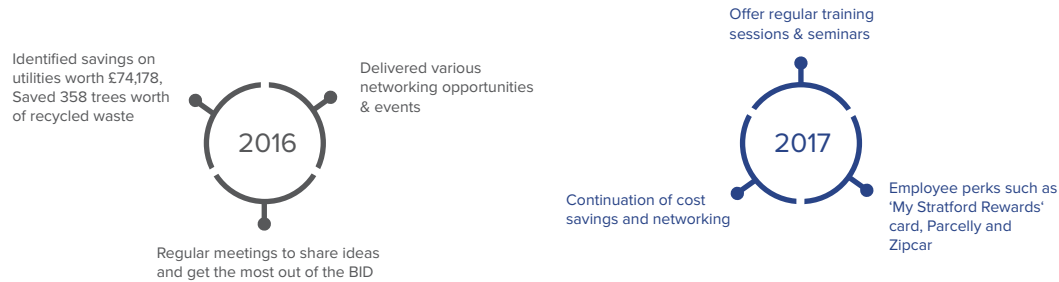 Identified savings on
utilities worth £74,178,
Saved 358 trees worth
of recycled waste
Delivered various
networking opportunities
& events
2016
Regular meetings to share ideas
and get the most out of the BID
Offer regular training
sessions & seminars
2017
Continuation of cost
savings and networking
Employee perks such as
‘My Stratford Rewards‘
card, Parcelly and
Zipcar